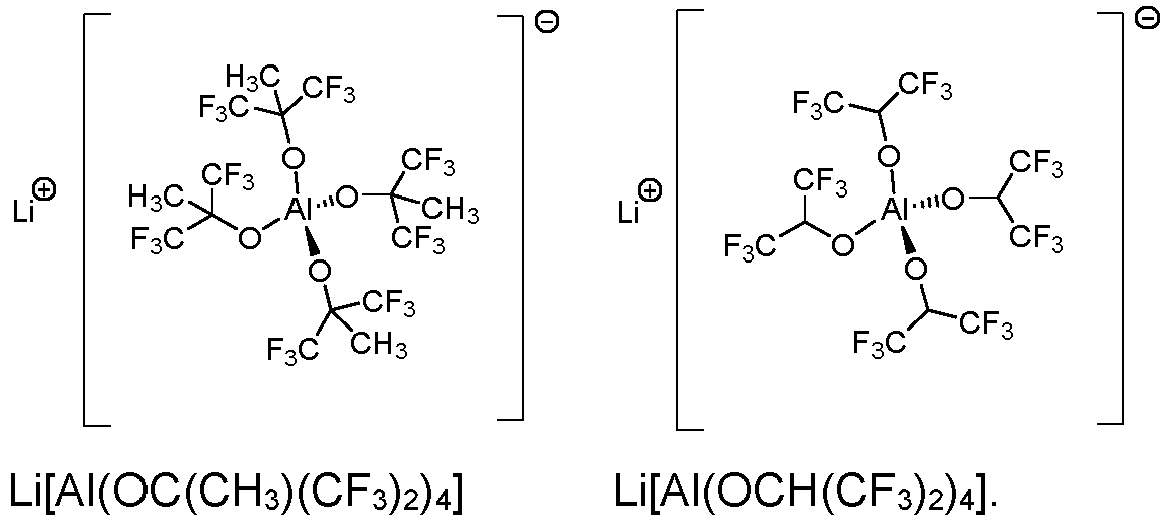 ⊖
H₃C
F₃C CF₃
O
CF₃
H₃C
F₃C
O
Al
O
CF₃
CH₃
CF₃
O
CF₃
F₃C
CH₃
Li⊕
⊖
CF₃
F₃C
O
CF₃
F₃C
O
Al
O
CF₃
CF₃
O
CF₃
F₃C
Li⊕
Li[Al(OC(CH₃)(CF₃)₂)₄]
Li[Al(OCH(CF₃)₂)₄].